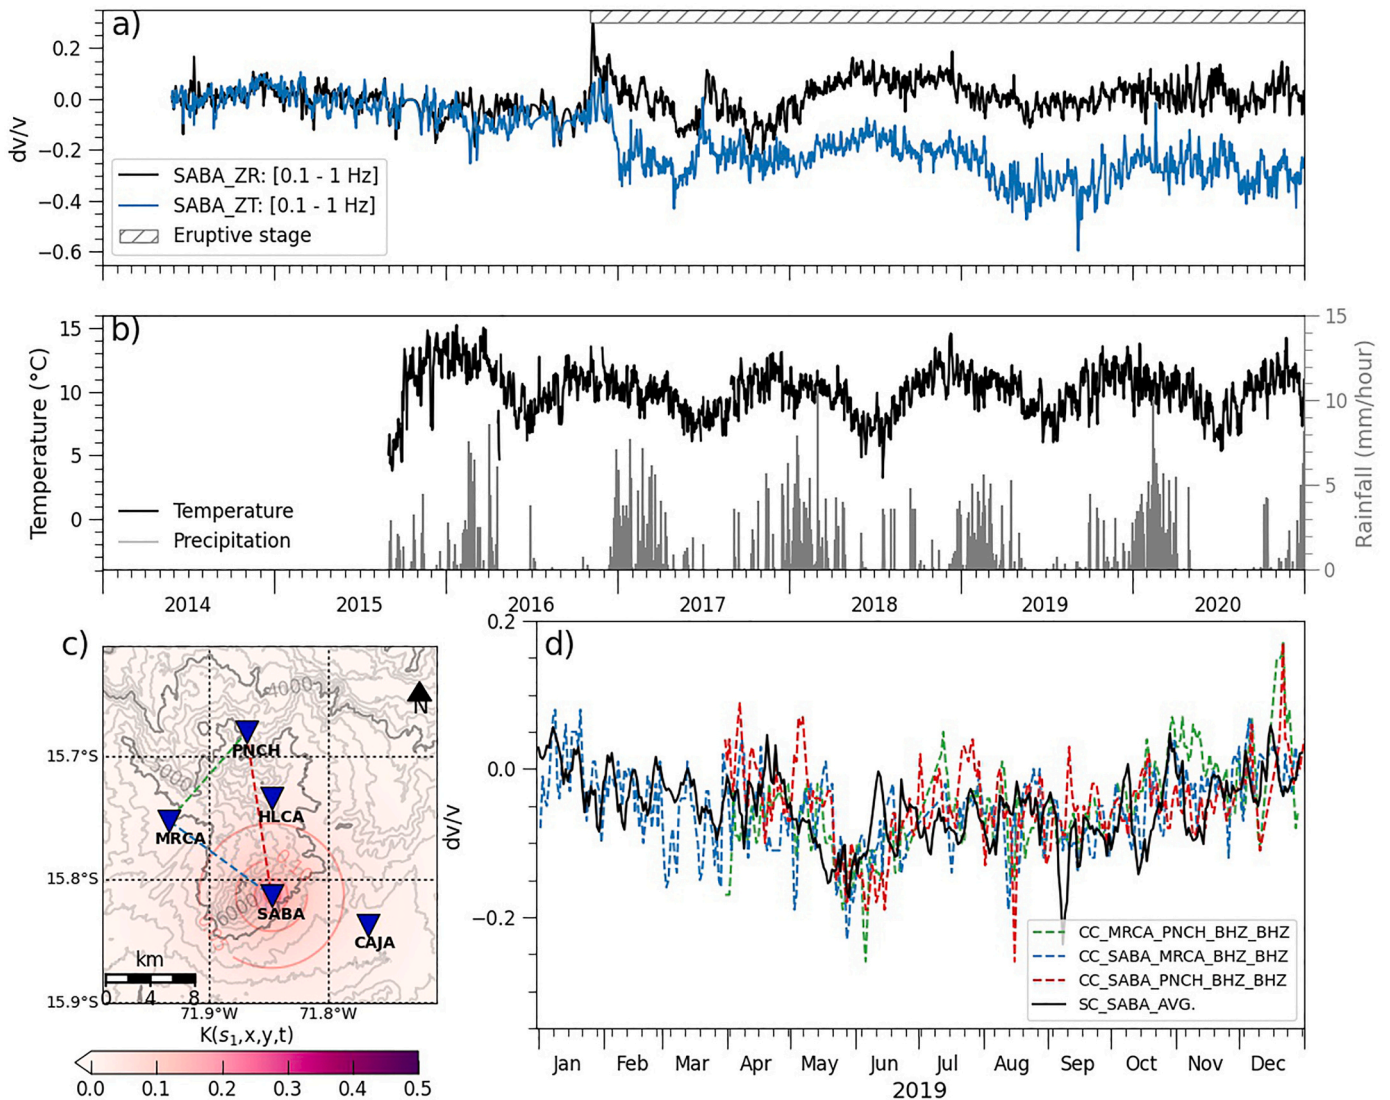 a)
0.2
0.0
−0.2
−0.4
−0.6
dv/v
SABA_ZR: [0.1 - 1 Hz]
SABA_ZT: [0.1 - 1 Hz]
Eruptive stage
b)
15
10
5
0
Temperature (°C)
15
10
5
0
Rainfall (mm/hour)
Temperature
Precipitation
2014 2015 2016 2017 2018 2019 2020
c)
4000
N
PNCH
15.7°S
HLCA
MRCA
15.8°S
6000
SABA
CAJA
km
0 4 8
15.9°S
71.9°W 71.8°W
K(s1,x,y,t)
0.0 0.1 0.2 0.3 0.4 0.5
d)
0.2
0.0
−0.2
dv/v
CC_MRCA_PNCH_BHZ_BHZ
CC_SABA_MRCA_BHZ_BHZ
CC_SABA_PNCH_BHZ_BHZ
SC_SABA_AVG.
Jan Feb Mar Apr May Jun Jul Aug Sep Oct Nov Dec
2019